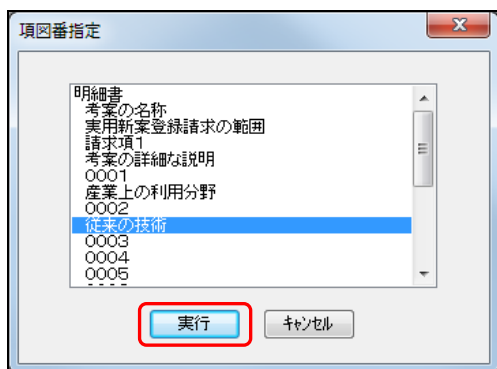 項図番指定
明細書
考案の名称
実用新案登録請求の範囲
請求項1
考案の詳細な説明
0001
産業上の利用分野
0002
従来の技術
0003
0004
0005
実行
ｷｬﾝｾﾙ